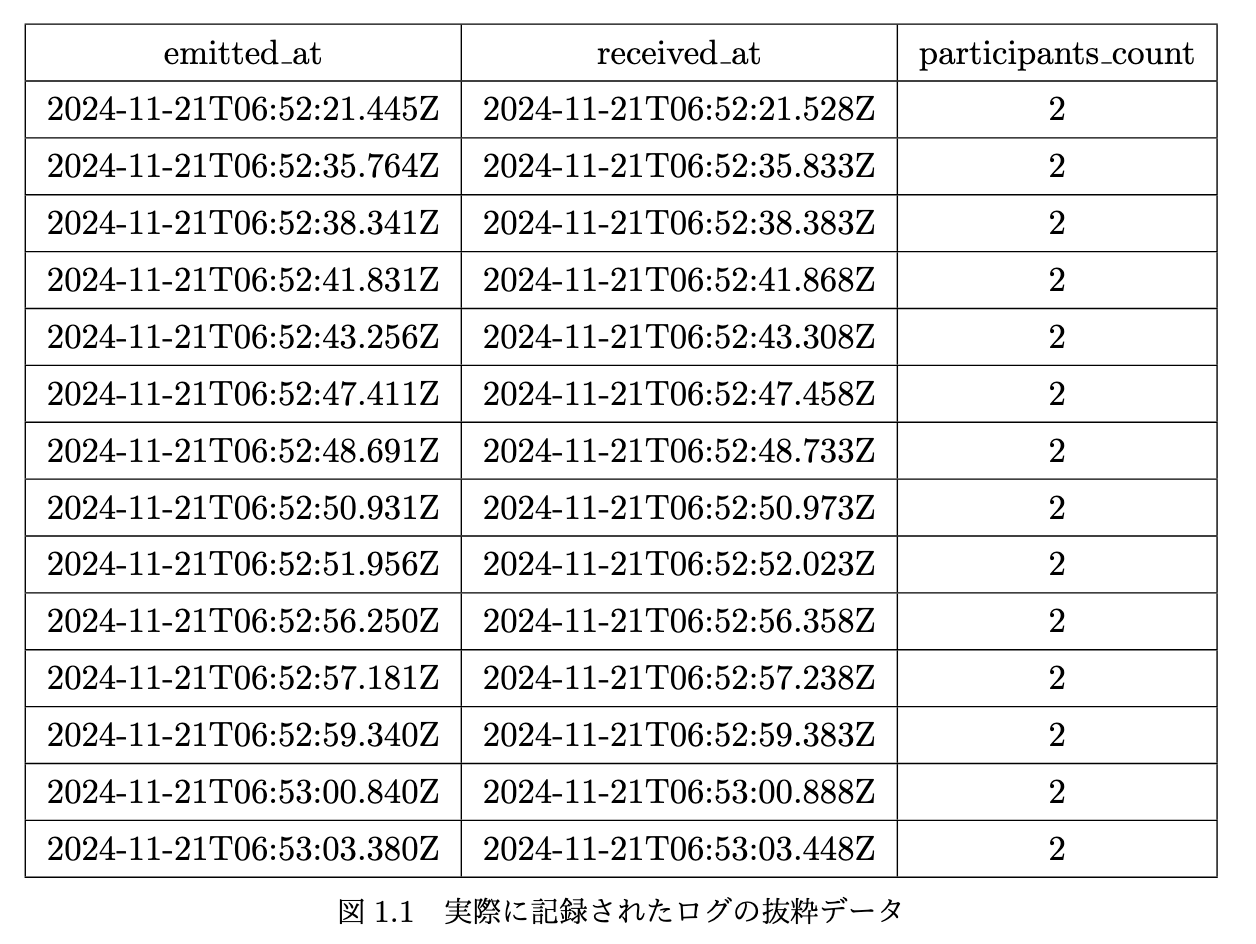 emitted_at received_at participants_count
2024-11-21T06:52:21.445Z 2024-11-21T06:52:21.528Z 2
2024-11-21T06:52:35.764Z 2024-11-21T06:52:35.833Z 2
2024-11-21T06:52:38.341Z 2024-11-21T06:52:38.383Z 2
2024-11-21T06:52:41.831Z 2024-11-21T06:52:41.868Z 2
2024-11-21T06:52:43.256Z 2024-11-21T06:52:43.308Z 2
2024-11-21T06:52:47.411Z 2024-11-21T06:52:47.458Z 2
2024-11-21T06:52:48.691Z 2024-11-21T06:52:48.733Z 2
2024-11-21T06:52:50.931Z 2024-11-21T06:52:50.973Z 2
2024-11-21T06:52:51.956Z 2024-11-21T06:52:52.023Z 2
2024-11-21T06:52:56.250Z 2024-11-21T06:52:56.358Z 2
2024-11-21T06:52:57.181Z 2024-11-21T06:52:57.238Z 2
2024-11-21T06:52:59.340Z 2024-11-21T06:52:59.383Z 2
2024-11-21T06:53:00.840Z 2024-11-21T06:53:00.888Z 2
2024-11-21T06:53:03.380Z 2024-11-21T06:53:03.448Z 2
図 1.1　実際に記録されたログの抜粋データ